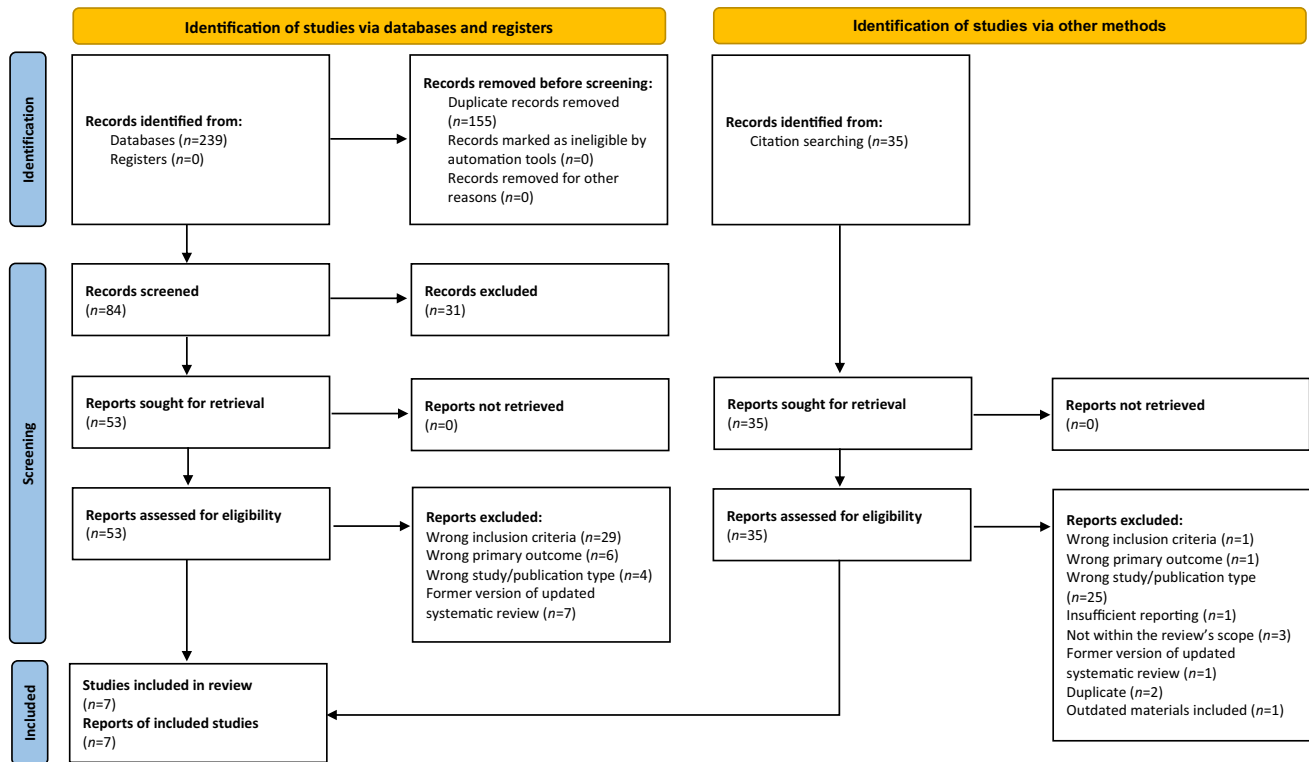 Identification of studies via databases and registers
Identification of studies via other methods
Identification
Records identified from:
Databases (n=239)
Registers (n=0)
Records removed before screening:
Duplicate records removed
(n=155)
Records marked as ineligible by
automation tools (n=0)
Records removed for other
reasons (n=0)
Records identified from:
Citation searching (n=35)
Screening
Records screened
(n=84)
Records excluded
(n=31)
Reports sought for retrieval
(n=53)
Reports not retrieved
(n=0)
Reports sought for retrieval
(n=35)
Reports not retrieved
(n=0)
Reports assessed for eligibility
(n=53)
Reports excluded:
Wrong inclusion criteria (n=29)
Wrong primary outcome (n=6)
Wrong study/publication type (n=4)
Former version of updated
systematic review (n=7)
Reports assessed for eligibility
(n=35)
Reports excluded:
Wrong inclusion criteria (n=1)
Wrong primary outcome (n=1)
Wrong study/publication type
(n=25)
Insufficient reporting (n=1)
Not within the review's scope (n=3)
Former version of updated
systematic review (n=1)
Duplicate (n=2)
Outdated materials included (n=1)
Included
Studies included in review
(n=7)
Reports of included studies
(n=7)